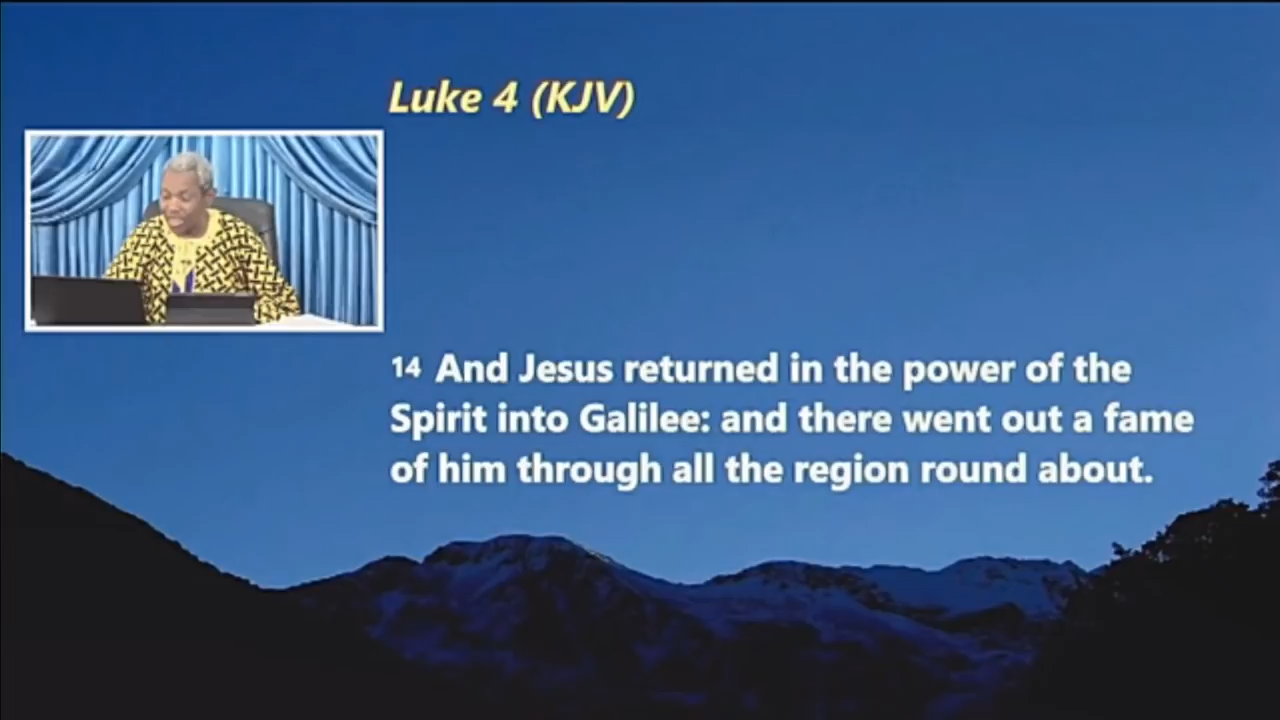 Luke 4 (KJV)
14 And Jesus returned in the power of the
Spirit into Galilee: and there went out a fame
of him through all the region round about.